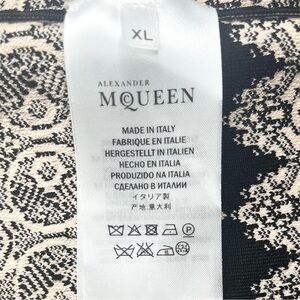 XL
ALEXANDER
McQUEEN
MADE IN ITALY
FABRIQUE EN ITALIE
HERGESTELLT IN ITALIEN
HECHO EN ITALIA
PRODUZIDO NA ITALIA
СДЕЛАНО В ИТАЛИИ
イタリア製
产地:意大利